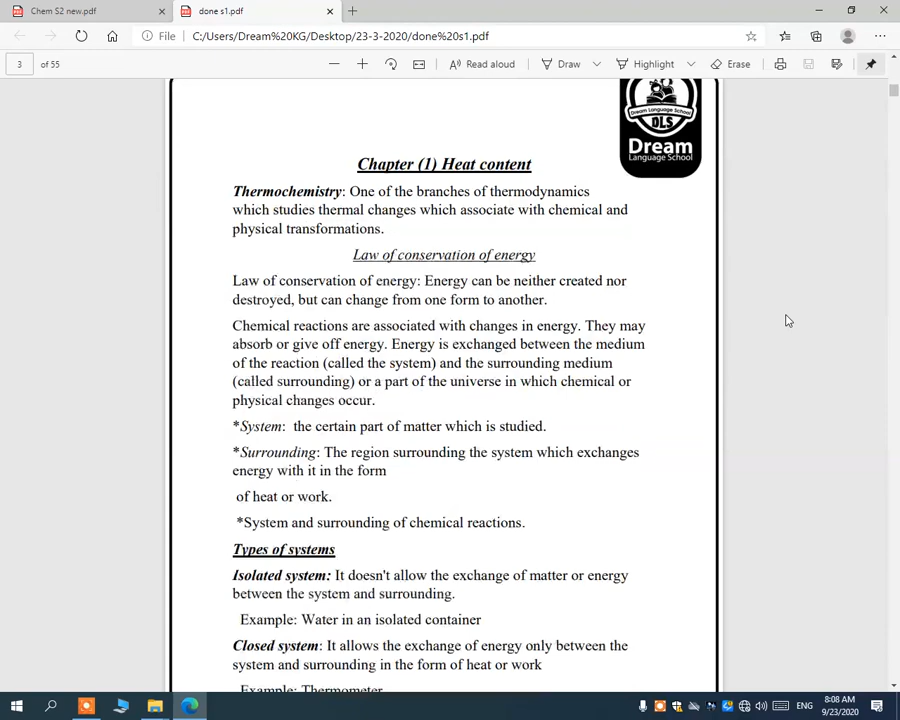 Chem S2 new.pdf
done s1.pdf
File
C:/Users/Dream%20KG/Desktop/23-3-2020/done%20s1.pdf
3 of 55
Read aloud
Draw
Highlight
Erase
Dream Language School
DLS
Dream
Language School
Chapter (1) Heat content
Thermochemistry: One of the branches of thermodynamics
which studies thermal changes which associate with chemical and
physical transformations.
Law of conservation of energy
Law of conservation of energy: Energy can be neither created nor
destroyed, but can change from one form to another.
Chemical reactions are associated with changes in energy. They may
absorb or give off energy. Energy is exchanged between the medium
of the reaction (called the system) and the surrounding medium
(called surrounding) or a part of the universe in which chemical or
physical changes occur.
*System: the certain part of matter which is studied.
*Surrounding: The region surrounding the system which exchanges
energy with it in the form
of heat or work.
*System and surrounding of chemical reactions.
Types of systems
Isolated system: It doesn't allow the exchange of matter or energy
between the system and surrounding.
Example: Water in an isolated container
Closed system: It allows the exchange of energy only between the
system and surrounding in the form of heat or work
Example: Thermometer
ENG
8:08 AM
9/23/2020